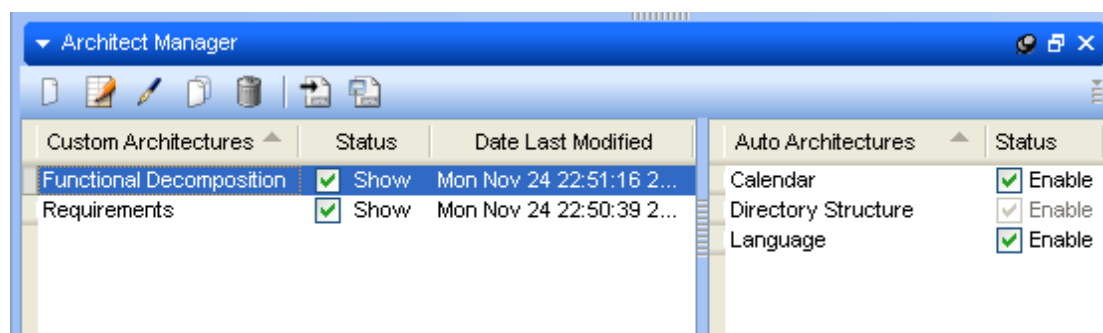 Architect Manager
Custom Architectures Status Date Last Modified Auto Architectures Status
Functional Decomposition Show Mon Nov 24 22:51:16 2... Calendar Enable
Requirements Show Mon Nov 24 22:50:39 2... Directory Structure Enable
Language Enable